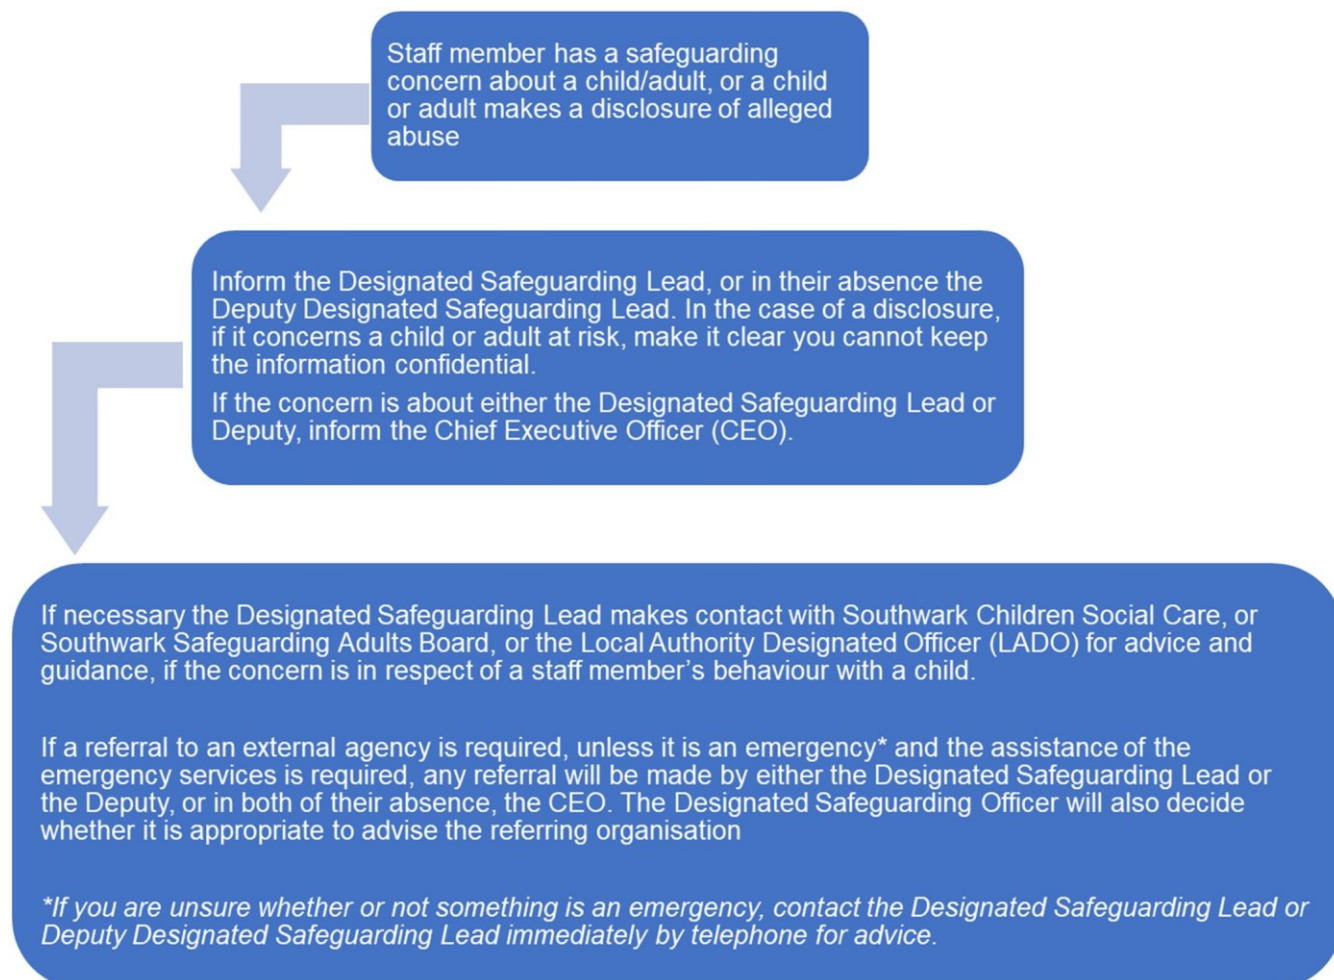 Staff member has a safeguarding
concern about a child/adult, or a child
or adult makes a disclosure of alleged
abuse
Inform the Designated Safeguarding Lead, or in their absence the
Deputy Designated Safeguarding Lead. In the case of a disclosure,
if it concerns a child or adult at risk, make it clear you cannot keep
the information confidential.
If the concern is about either the Designated Safeguarding Lead or
Deputy, inform the Chief Executive Officer (CEO).
If necessary the Designated Safeguarding Lead makes contact with Southwark Children Social Care, or
Southwark Safeguarding Adults Board, or the Local Authority Designated Officer (LADO) for advice and
guidance, if the concern is in respect of a staff member’s behaviour with a child.
If a referral to an external agency is required, unless it is an emergency* and the assistance of the
emergency services is required, any referral will be made by either the Designated Safeguarding Lead or
the Deputy, or in both of their absence, the CEO. The Designated Safeguarding Officer will also decide
whether it is appropriate to advise the referring organisation
*If you are unsure whether or not something is an emergency, contact the Designated Safeguarding Lead or
Deputy Designated Safeguarding Lead immediately by telephone for advice.